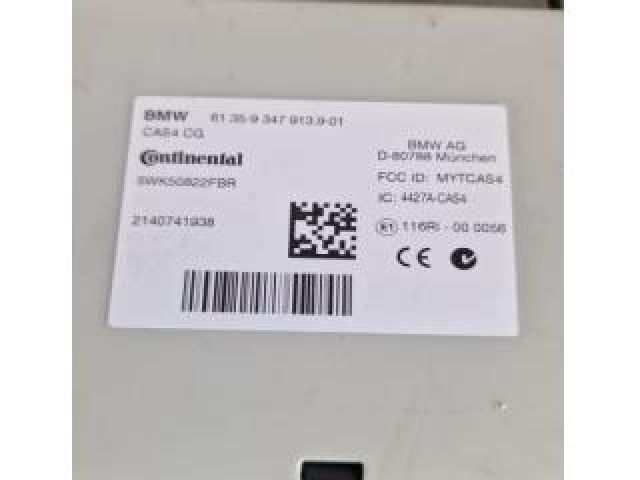 BMW 61.35-9 347 913.9-01
CAS4 CG
Continental
5WK50822FBR
2140741938
BMW AG
D-80788 München
FCC ID: MYTCAS4
IC: 4427A-CAS4
E1 116RI - 00 0056
CE